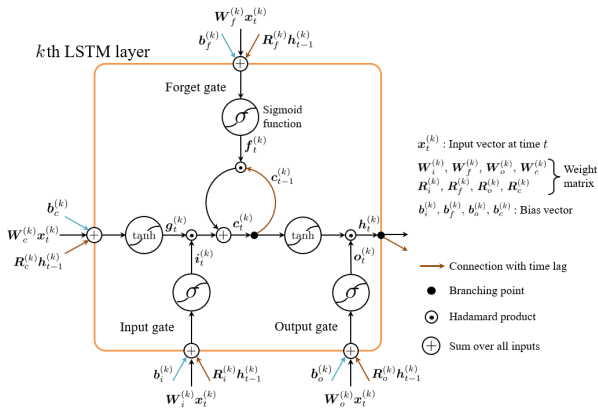 W_f^{(k)} x_t^{(k)}
b_f^{(k)} R_f^{(k)} h_{t-1}^{(k)}
kth LSTM layer
+
Forget gate
σ Sigmoid function
f_t^{(k)}
c_{t-1}^{(k)}
x_t^{(k)} : Input vector at time t
W_i^{(k)}, W_f^{(k)}, W_o^{(k)}, W_c^{(k)}
R_i^{(k)}, R_f^{(k)}, R_o^{(k)}, R_c^{(k)}
Weight matrix
b_i^{(k)}, b_f^{(k)}, b_o^{(k)}, b_c^{(k)} : Bias vector
b_c^{(k)}
g_t^{(k)} c_t^{(k)} h_t^{(k)}
W_c^{(k)} x_t^{(k)} + tanh + tanh
R_c^{(k)} h_{t-1}^{(k)}
i_t^{(k)} o_t^{(k)}
σ σ
Connection with time lag
Branching point
Hadamard product
+ Sum over all inputs
Input gate Output gate
+ +
b_i^{(k)} R_i^{(k)} h_{t-1}^{(k)} b_o^{(k)} R_o^{(k)} h_{t-1}^{(k)}
W_i^{(k)} x_t^{(k)} W_o^{(k)} x_t^{(k)}